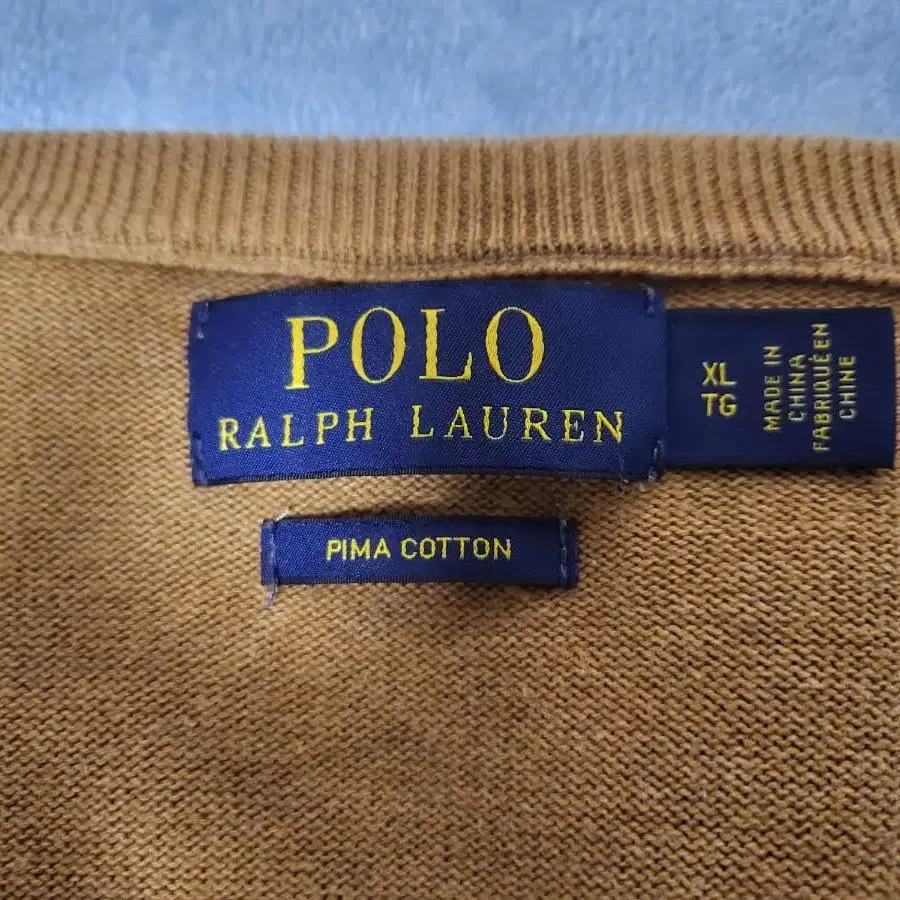 POLO
RALPH LAUREN
XL
TG
MADE IN
CHINA
FABRIQUÉ EN
CHINE
PIMA COTTON